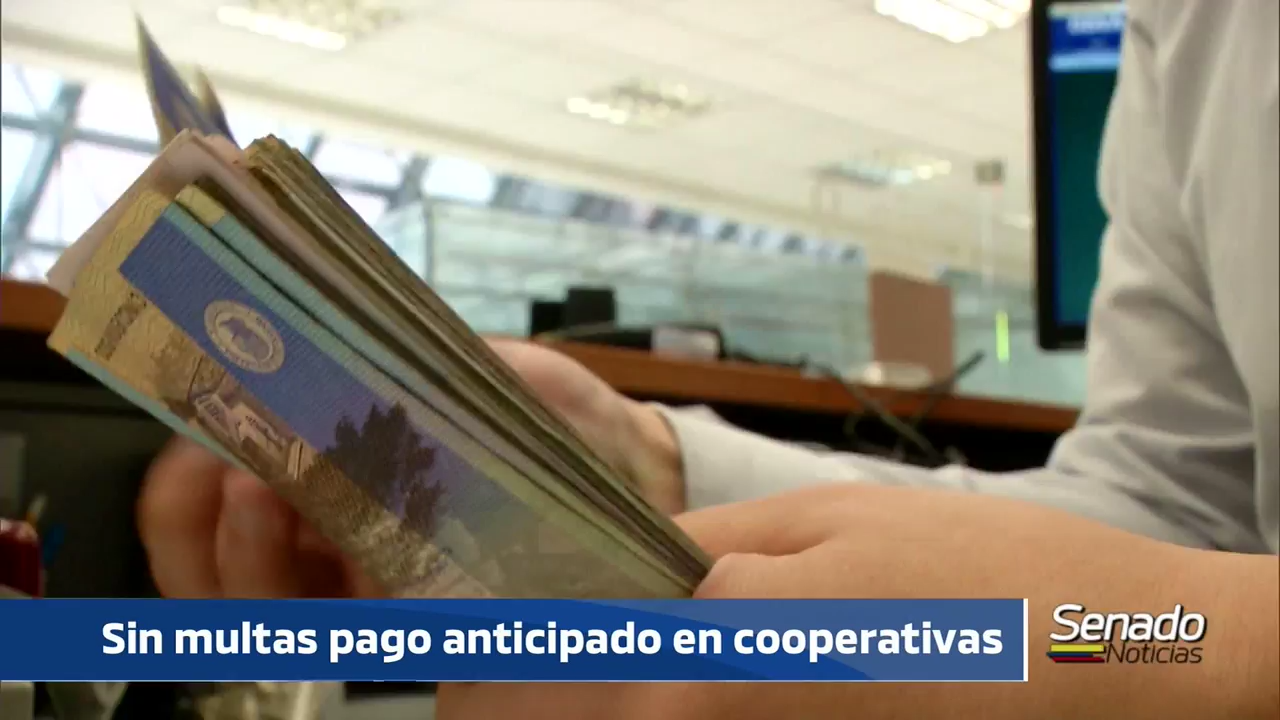 Sin multas pago anticipado en cooperativas
Senado
Noticias